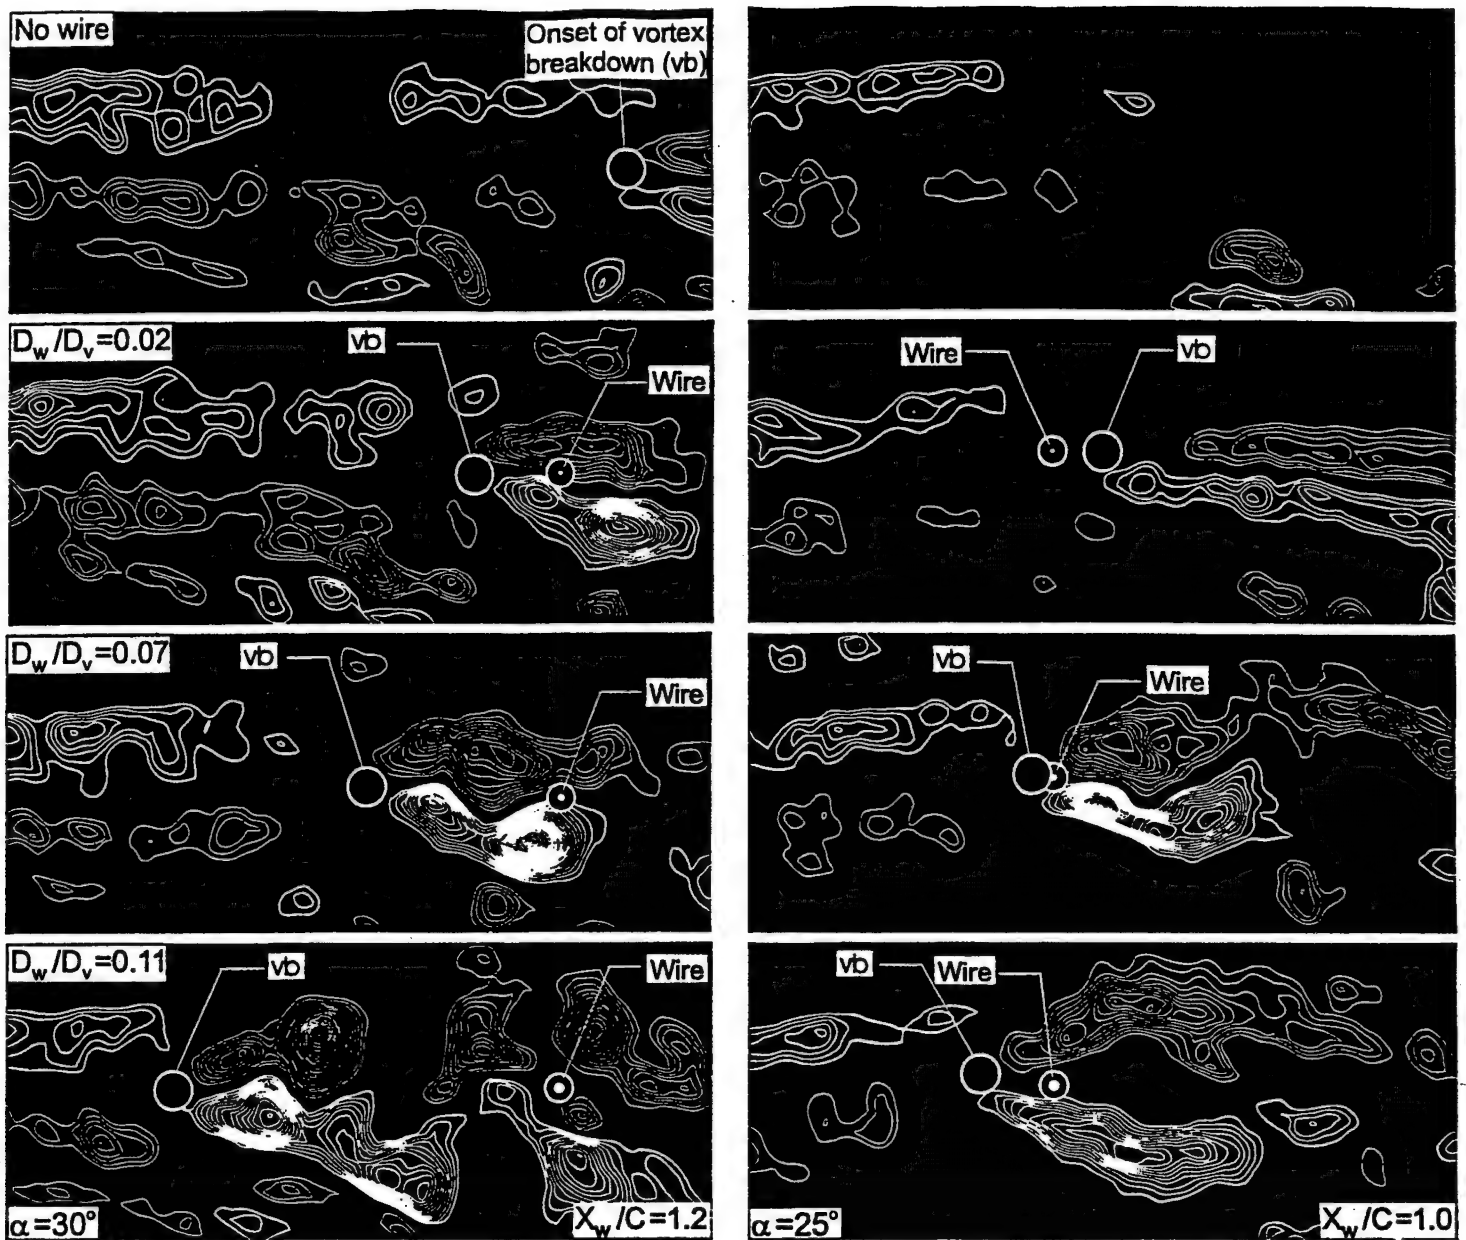 No wire
Onset of vortex
breakdown (vb)
D_w/D_v=0.02
vb
Wire
Wire
vb
D_w/D_v=0.07
vb
Wire
vb
Wire
D_w/D_v=0.11
vb
Wire
vb
Wire
α=30°
X_w/C=1.2
α=25°
X_w/C=1.0